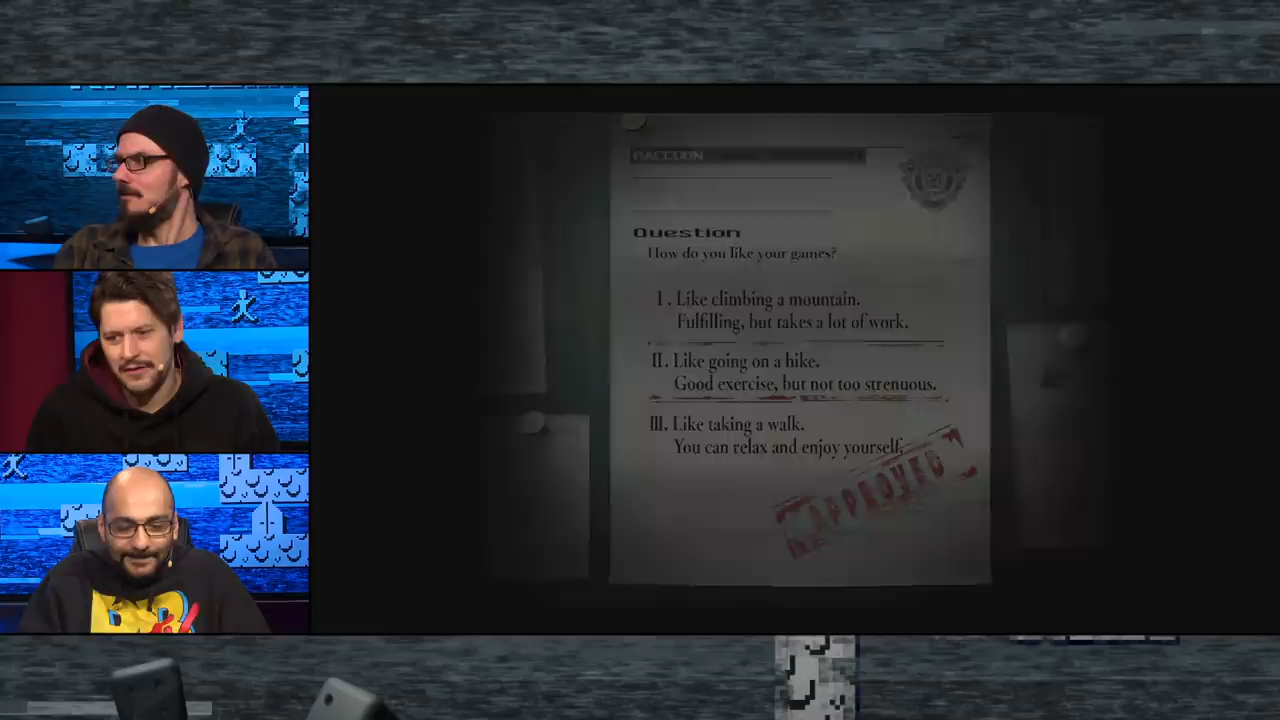 RACCOON
Question
How do you like your games?
I. Like climbing a mountain.
Fulfilling, but takes a lot of work.
II. Like going on a hike.
Good exercise, but not too strenuous.
III. Like taking a walk.
You can relax and enjoy yourself.
APPROVED